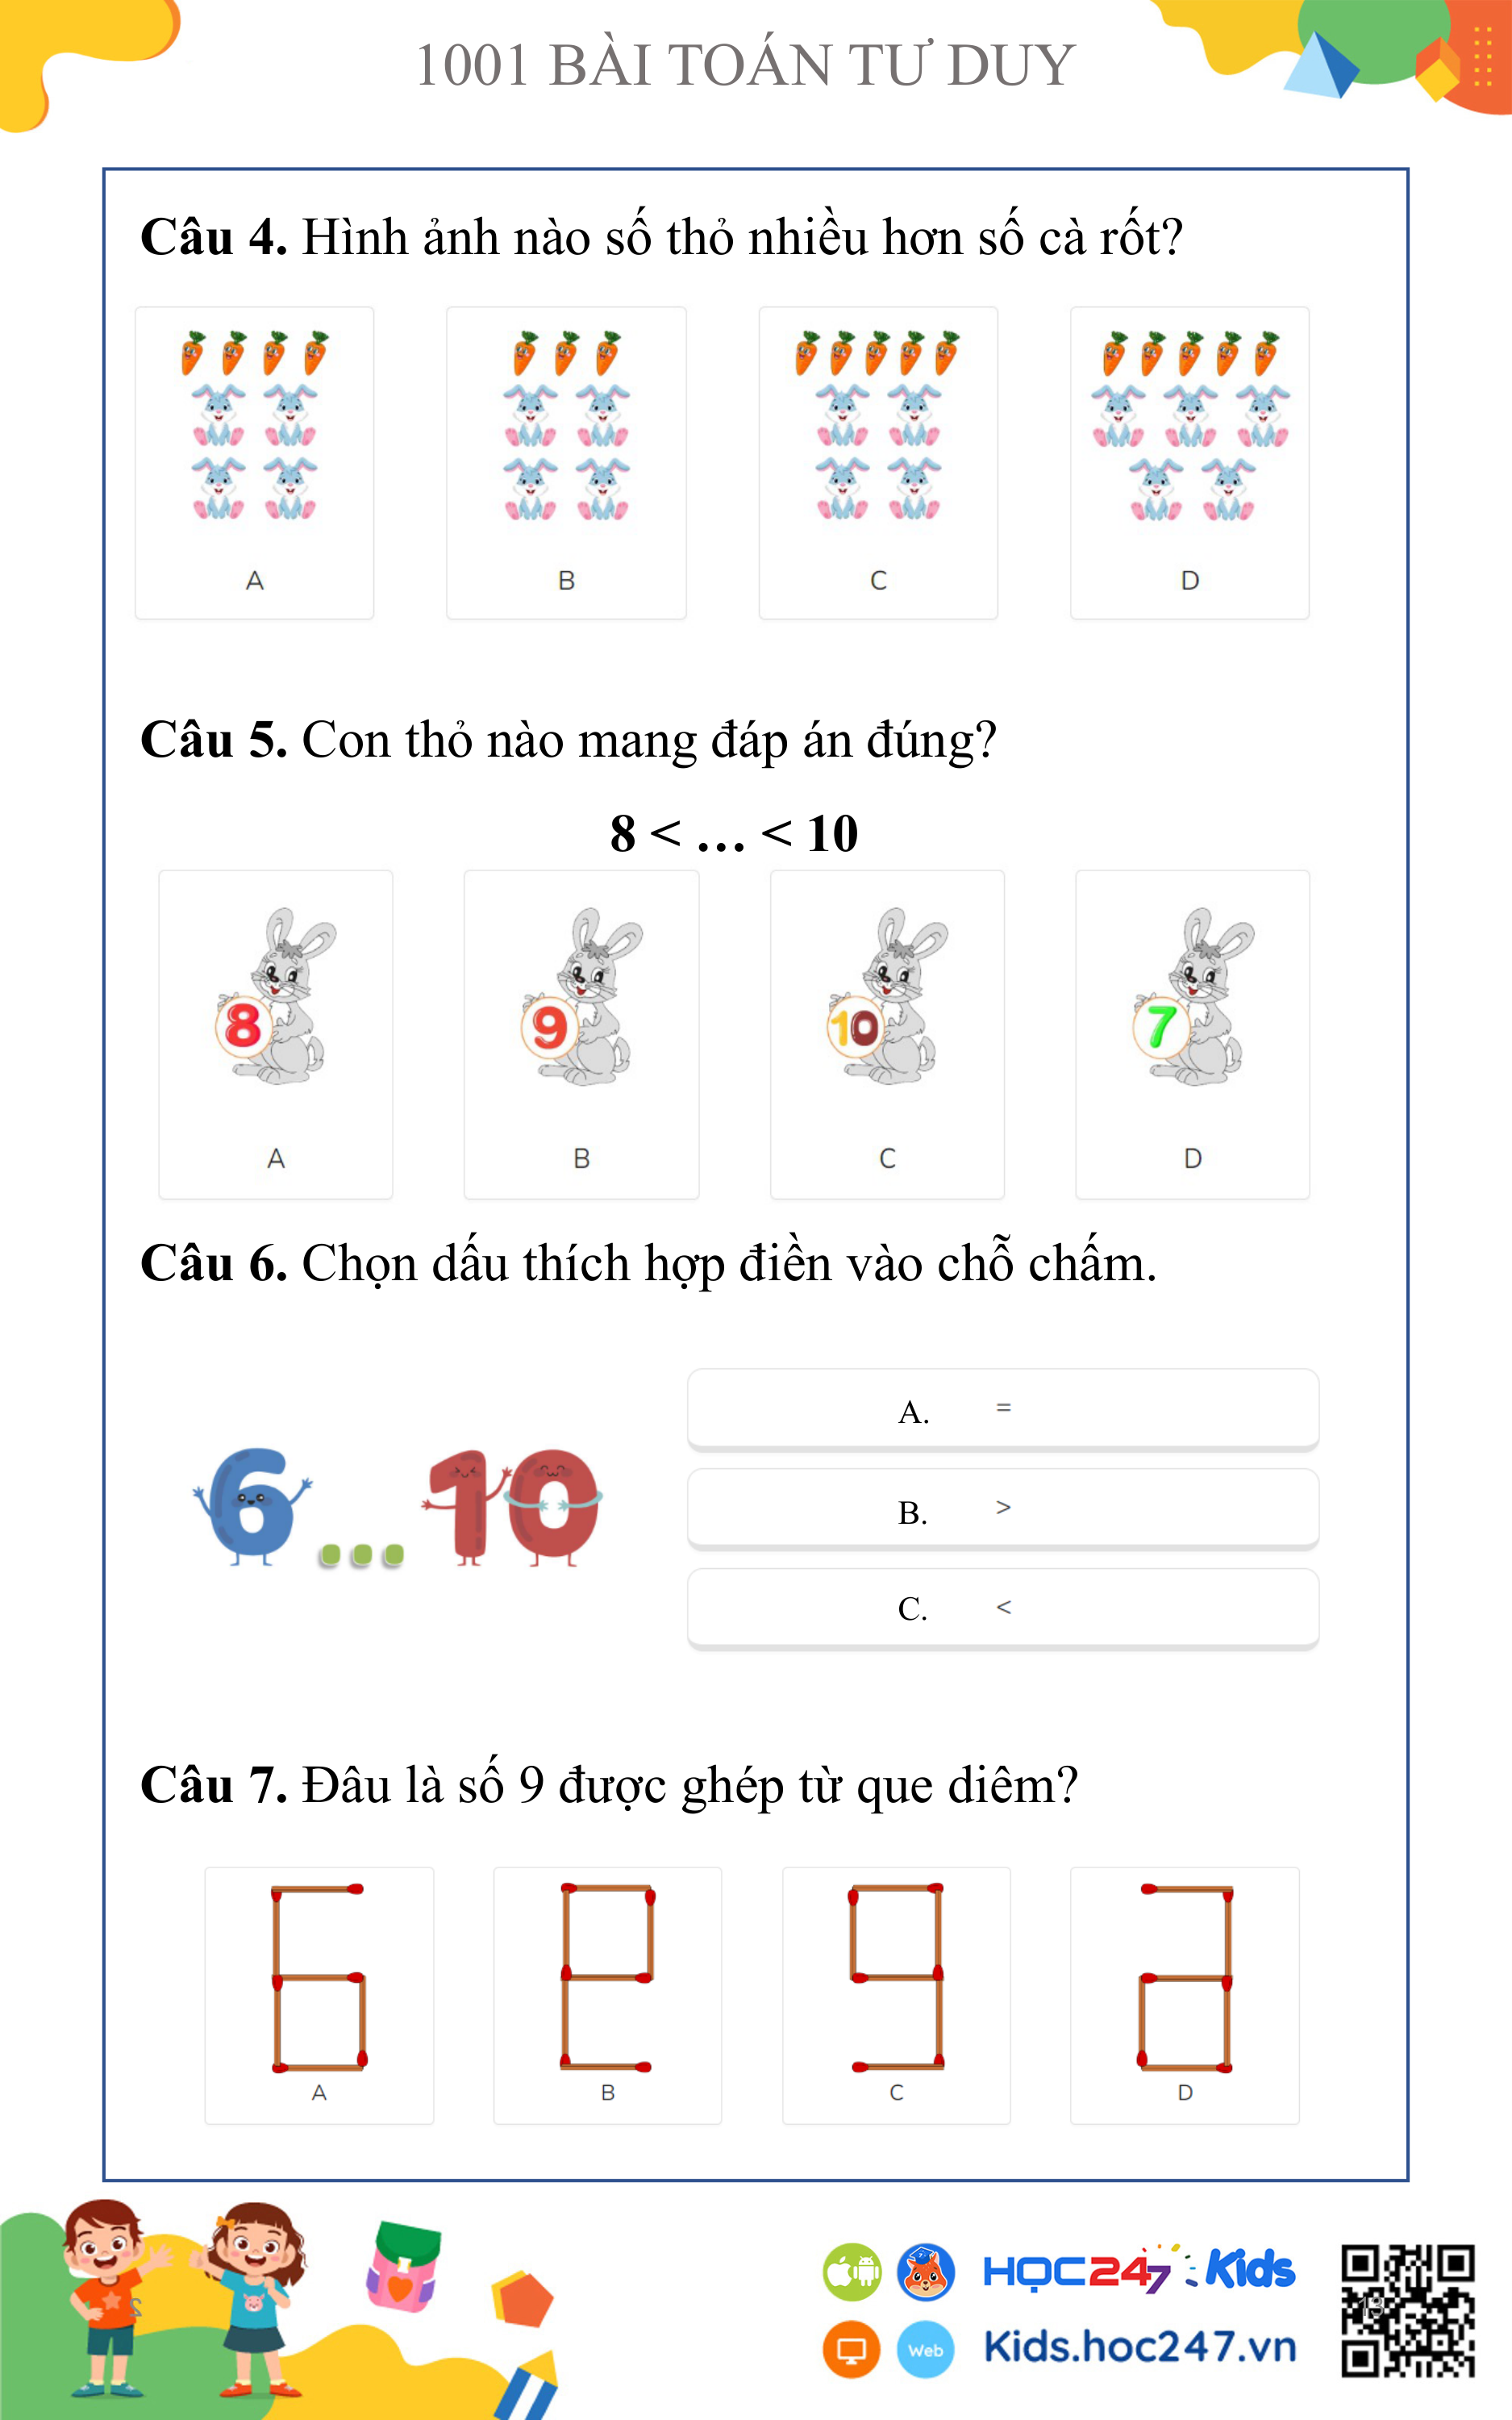 1001 BÀI TOÁN TƯ DUY
Câu 4. Hình ảnh nào số thỏ nhiều hơn số cà rốt?
A B C D
Câu 5. Con thỏ nào mang đáp án đúng?
8 < ... < 10
8 9 10 7
A B C D
Câu 6. Chọn dấu thích hợp điền vào chỗ chấm.
6 ... 10
A. =
B. >
C. <
Câu 7. Đâu là số 9 được ghép từ que diêm?
A B C D
2
HỌC247 Kids
13
Web
Kids.hoc247.vn